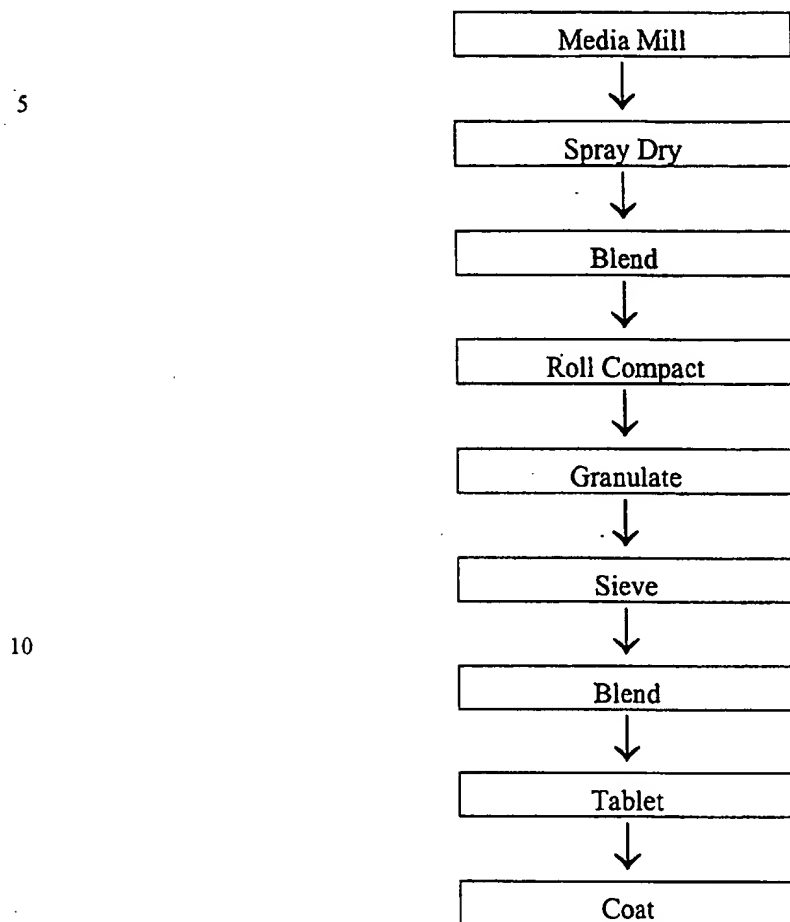 Media Mill
5
Spray Dry
Blend
Roll Compact
Granulate
Sieve
10
Blend
Tablet
Coat